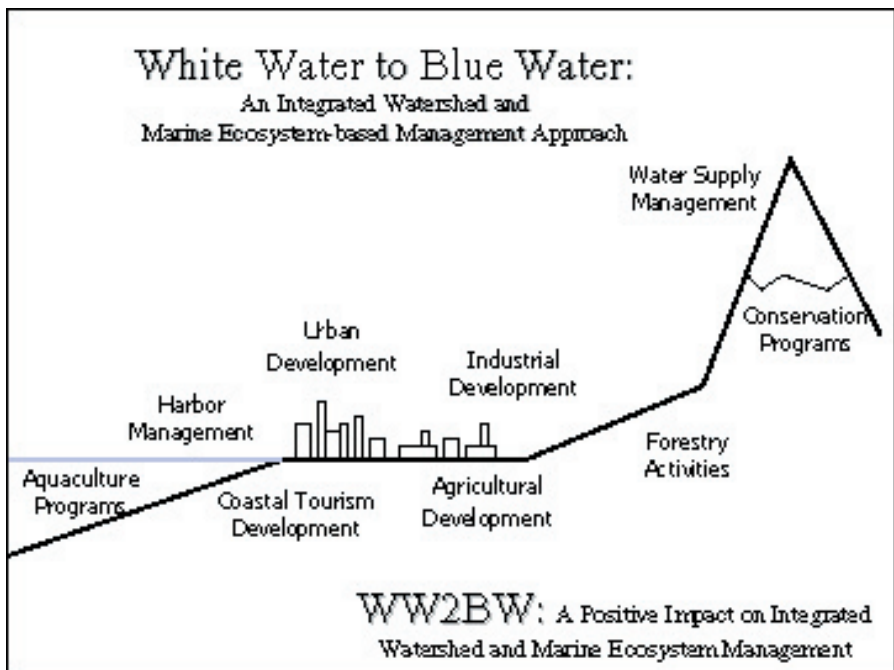 White Water to Blue Water:
An Integrated Watershed and
Marine Ecosystem-based Management Approach
Water Supply
Management
Conservation
Programs
Urban
Development
Industrial
Development
Harbor
Management
Forestry
Activities
Aquaculture
Programs
Coastal Tourism
Development
Agricultural
Development
WW2BW: A Positive Impact on Integrated
Watershed and Marine Ecosystem Management